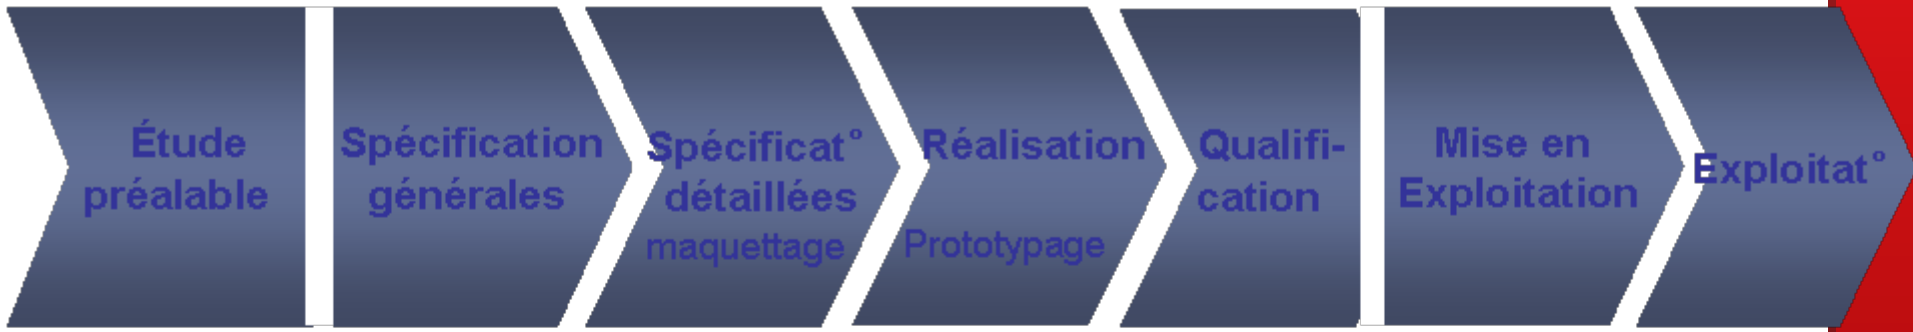 Étude
préalable
Spécification
générales
Spécificat°
détaillées
maquettage
Réalisation
Prototypage
Qualifi-
cation
Mise en
Exploitation
Exploitat°